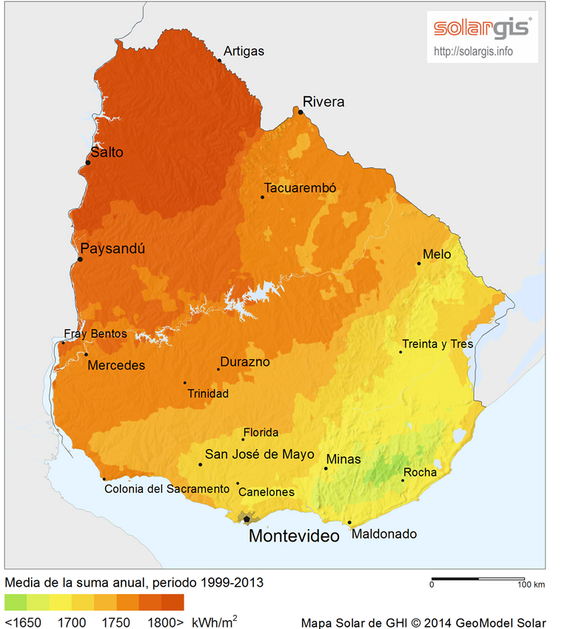 solargis
http://solargis.info
Artigas
Rivera
Salto
Tacuarembó
Paysandú
Melo
Fray Bentos
Treinta y Tres
Mercedes
Durazno
Trinidad
Florida
San José de Mayo
Minas
Rocha
Colonia del Sacramento
Canelones
Montevideo
Maldonado
Media de la suma anual, periodo 1999-2013
0 100 km
<1650 1700 1750 1800> kWh/m²
Mapa Solar de GHI © 2014 GeoModel Solar